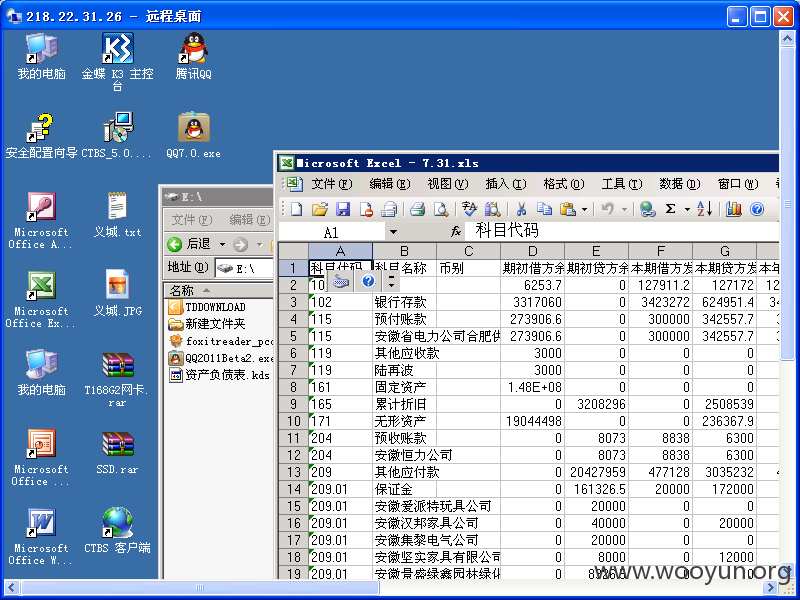 218.22.31.26 - 远程桌面
我的电脑
金蝶 K3 主控台
腾讯QQ
安全配置向导
CTBS_5.0....
QQ7.0.exe
Microsoft Office A...
义城.txt
Microsoft Office Ex...
义城.JPG
我的电脑
T168G2网卡.rar
Microsoft Office ...
SSD.rar
Microsoft Office W...
CTBS 客户端
E:\
文件(F) 编辑(E)
后退
地址(D) E:\
名称
TDDOWNLOAD
新建文件夹
foxitreader_pc
QQ2011Beta2.exe
资产负债表.kds
Microsoft Excel - 7.31.xls
文件(F) 编辑(E) 视图(V) 插入(I) 格式(O) 工具(T) 数据(D) 窗口(W)
A1 fx 科目代码
A B C D E F G
1 科目代码 科目名称 币别 期初借方余 期初贷方余 本期借方发 本期贷方发 本年
2 10 6253.7 0 127911.2 127172 12
3 102 银行存款 3317060 0 3423272 624951.4 34
4 115 预付账款 273906.6 0 300000 342557.7 3
5 115 安徽省电力公司合肥供 273906.6 0 300000 342557.7 3
6 119 其他应收款 3000 0 0 0
7 119 陆再波 3000 0 0 0
8 161 固定资产 1.48E+08 0 0 0
9 165 累计折旧 0 3208296 0 2508539
10 171 无形资产 19044498 0 0 236367.9
11 204 预收账款 0 8073 8838 6300
12 204 安徽恒力公司 0 8073 8838 6300
13 209 其他应付款 0 20427959 477128 3035232 4
14 209.01 保证金 0 161326.5 20000 172000
15 209.01 安徽爱派特玩具公司 0 20000 0 0
16 209.01 安徽汉邦家具公司 0 40000 0 20000
17 209.01 安徽集黎电气公司 0 20000 0 0
18 209.01 安徽坚实家具有限公司 0 8000 0 12000
19 209.01 安徽景盛绿鑫园林绿化 0
www.wooyun.org